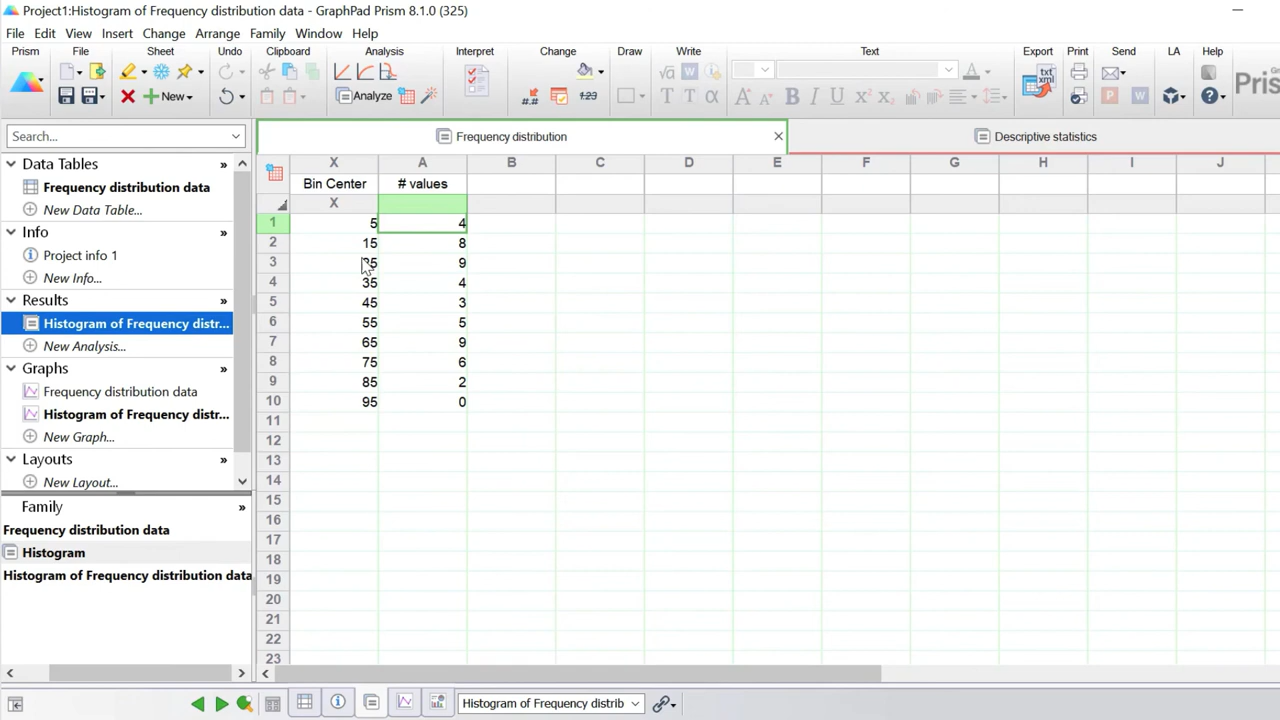 Project1:Histogram of Frequency distribution data - GraphPad Prism 8.1.0 (325)
File Edit View Insert Change Arrange Family Window Help
Prism File Sheet Undo Clipboard Analysis Interpret Change Draw Write Text Export Print Send LA Help
Analyze New
txt
xml
Pris
Search...
Frequency distribution
Descriptive statistics
Data Tables »
Frequency distribution data
New Data Table...
Info »
Project info 1
New Info...
Results »
Histogram of Frequency distr...
New Analysis...
Graphs »
Frequency distribution data
Histogram of Frequency distr...
New Graph...
Layouts »
New Layout...
Family »
Frequency distribution data
Histogram
Histogram of Frequency distribution data
X A B C D E F G H I J
Bin Center # values
X
1 5 4
2 15 8
3 9
4 35 4
5 45 3
6 55 5
7 65 9
8 75 6
9 85 2
10 95 0
11
12
13
14
15
16
17
18
19
20
21
22
23
Histogram of Frequency distrib